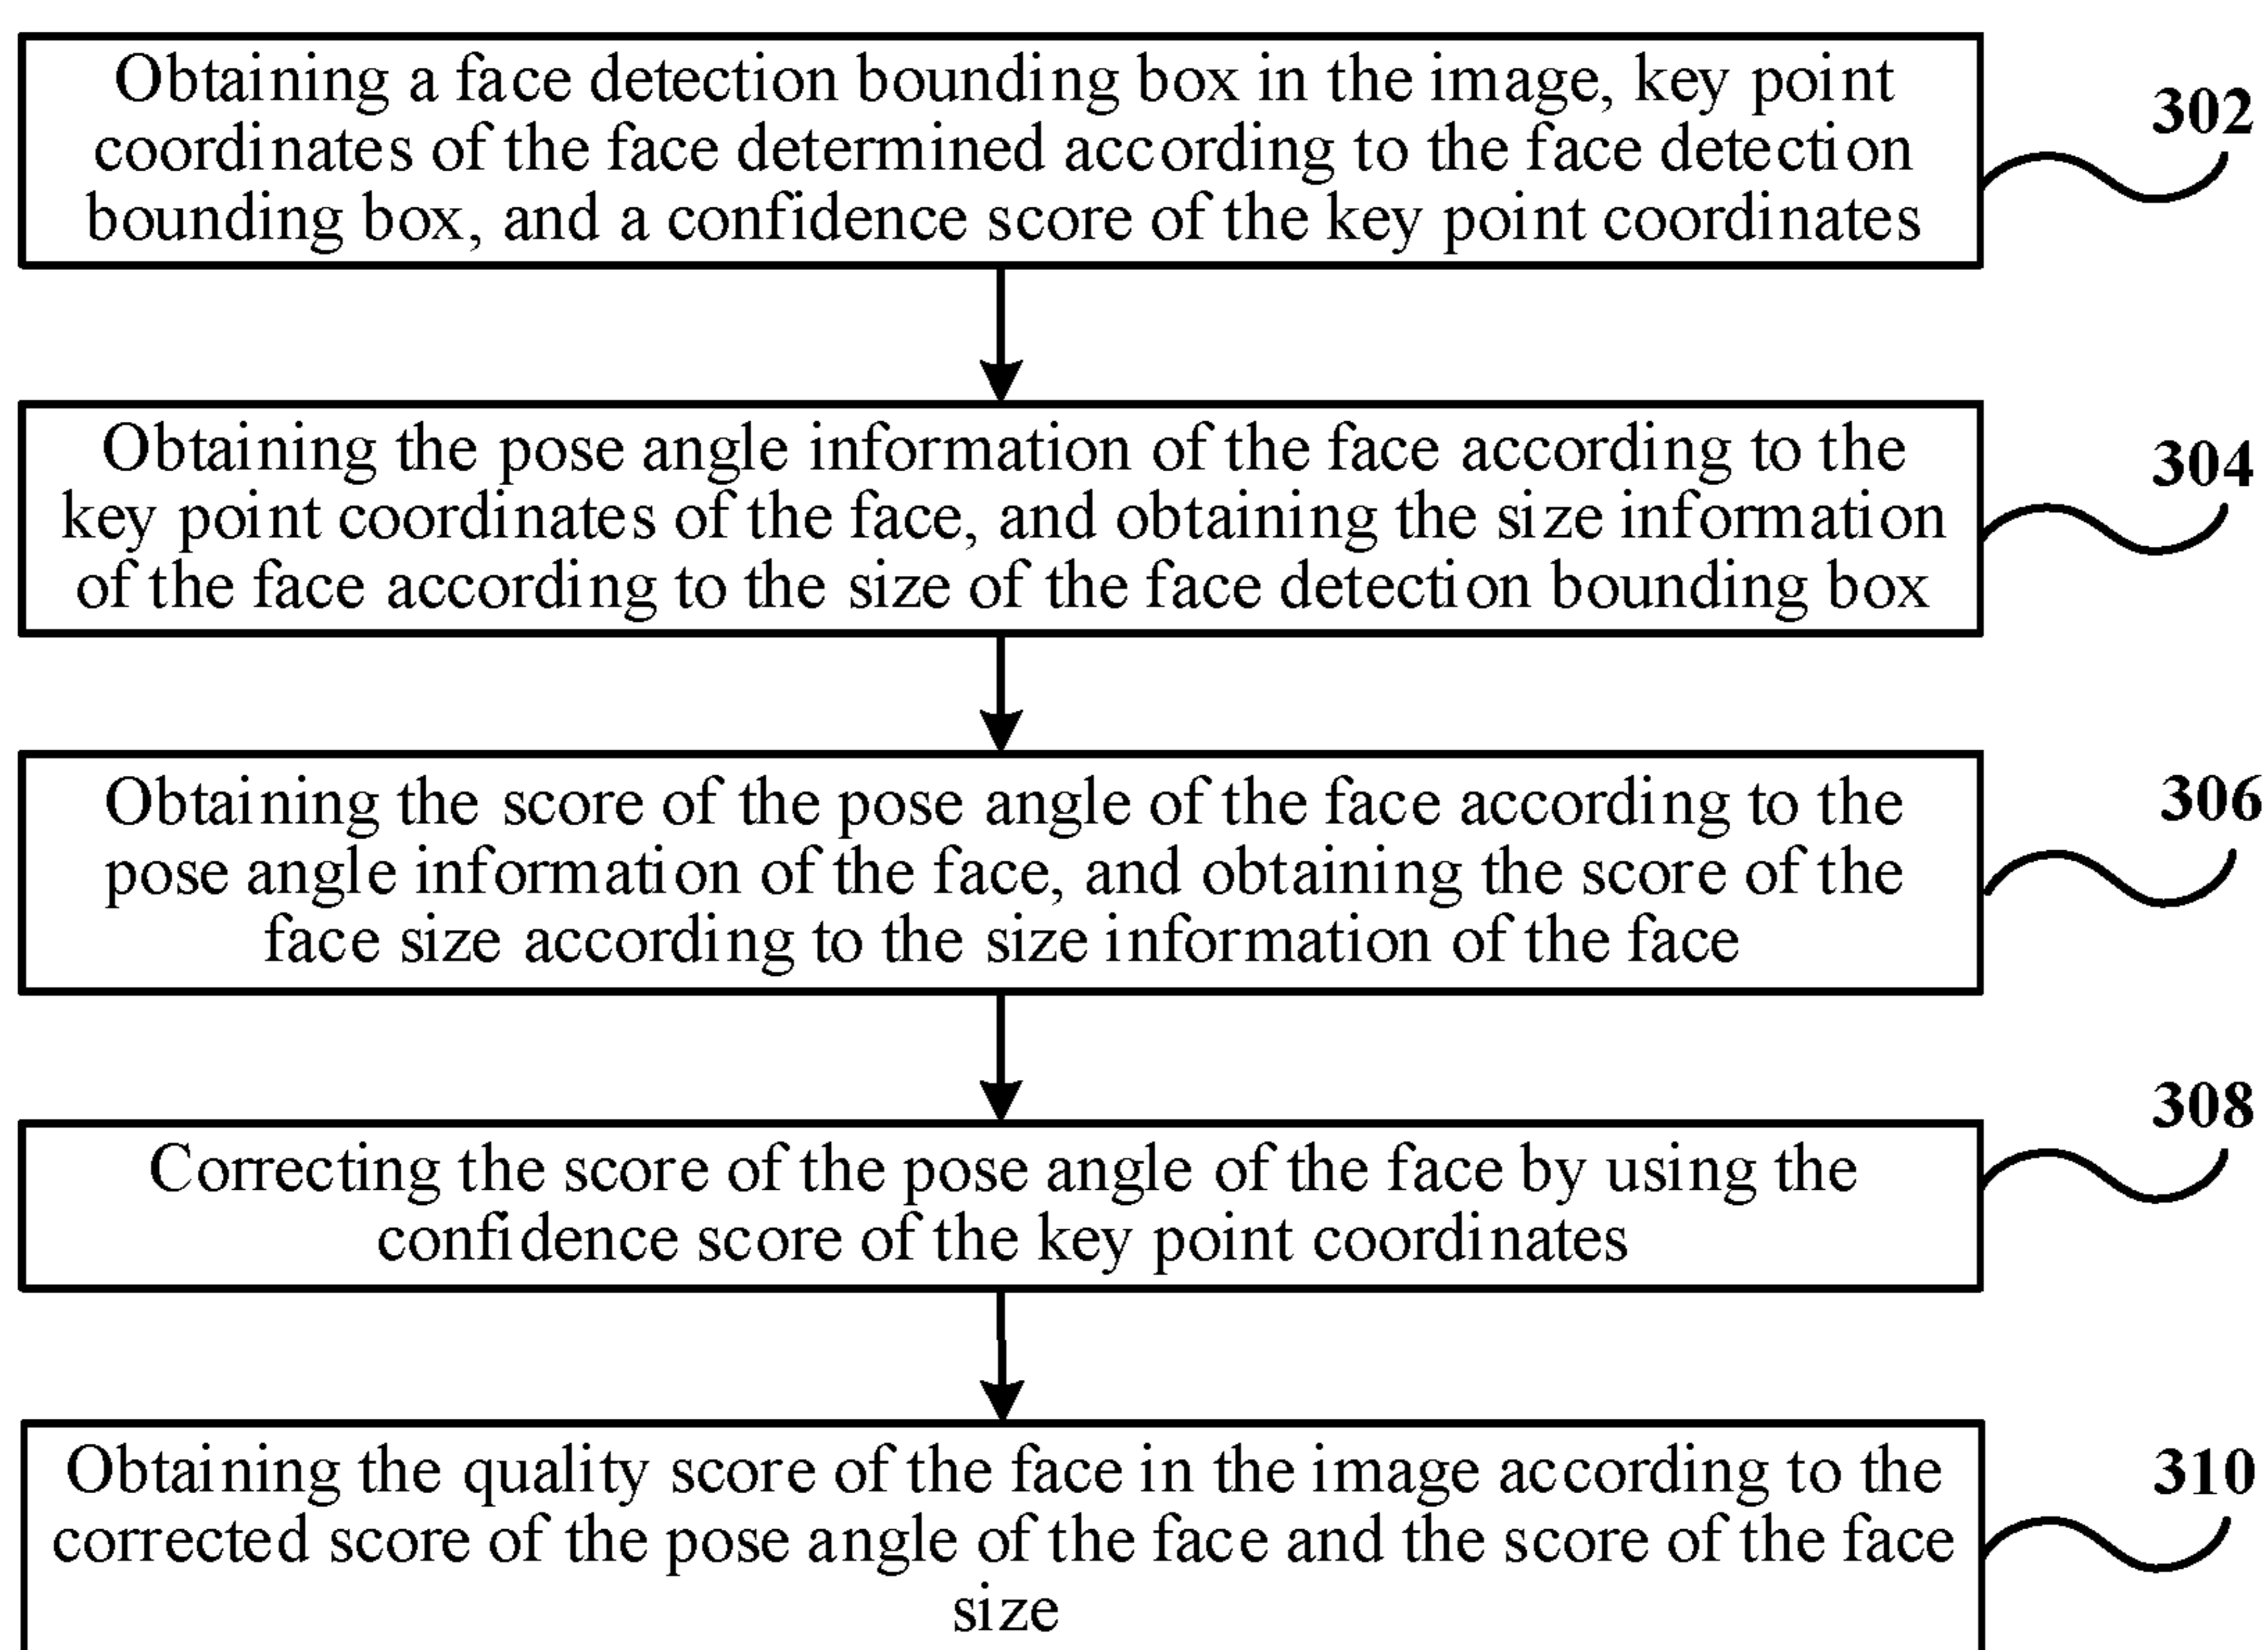 Obtaining a face detection bounding box in the image, key point
coordinates of the face determined according to the face detection
bounding box, and a confidence score of the key point coordinates
302
Obtaining the pose angle information of the face according to the
key point coordinates of the face, and obtaining the size information
of the face according to the size of the face detection bounding box
304
Obtaining the score of the pose angle of the face according to the
pose angle information of the face, and obtaining the score of the
face size according to the size information of the face
306
Correcting the score of the pose angle of the face by using the
confidence score of the key point coordinates
308
Obtaining the quality score of the face in the image according to the
corrected score of the pose angle of the face and the score of the face
size
310